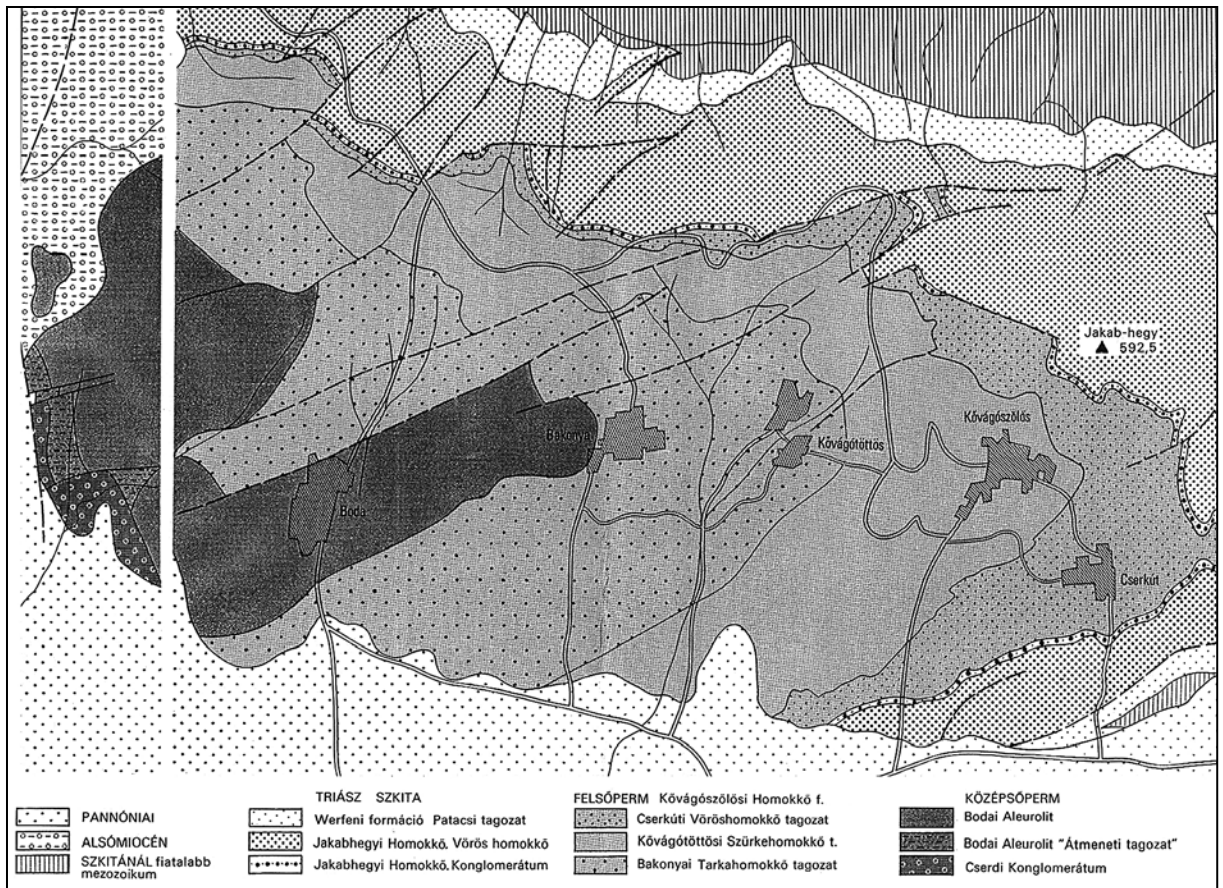 Jakab-hegy
592,5
Kővágószőlős
Bakonya
Kővágótöttös
Boda
Cserkút
PANNÓNIAI
ALSÓMIOCÉN
SZKITÁNÁL fiatalabb
mezozoikum
TRIÁSZ SZKITA
Werfeni formáció Patacsi tagozat
Jakabhegyi Homokkő. Vörös homokkő
Jakabhegyi Homokkő. Konglomerátum
FELSŐPERM Kővágószőlősi Homokkő f.
Cserkúti Vöröshomokkő tagozat
Kővágótöttösi Szürkehomokkő t.
Bakonyai Tarkahomokkő tagozat
KÖZÉPSŐPERM
Bodai Aleurolit
Bodai Aleurolit "Átmeneti tagozat"
Cserdi Konglomerátum